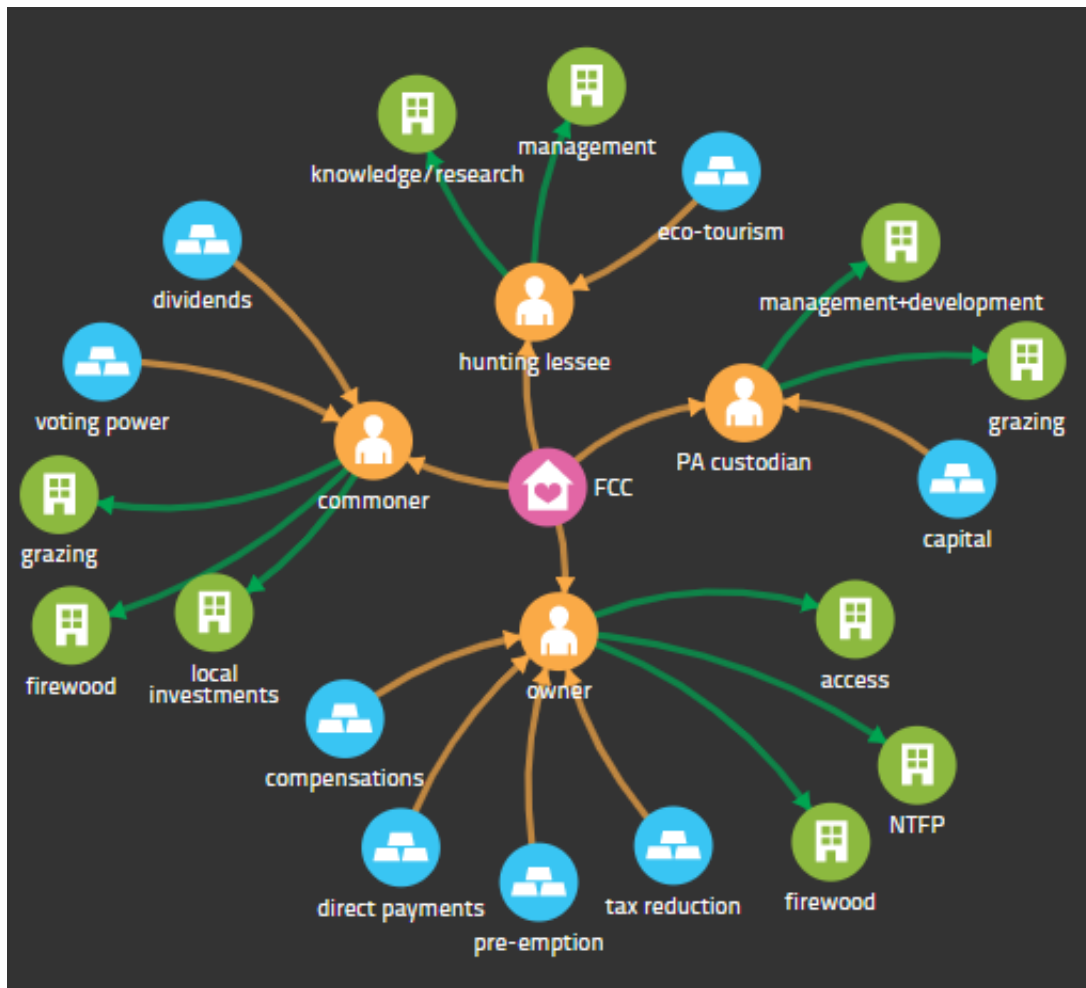 management
knowledge/research
eco-tourism
dividends
management+development
hunting lessee
voting power
grazing
PA custodian
FCC
commoner
capital
grazing
local
investments
firewood
access
owner
compensations
NTFP
direct payments
tax reduction
firewood
pre-emption